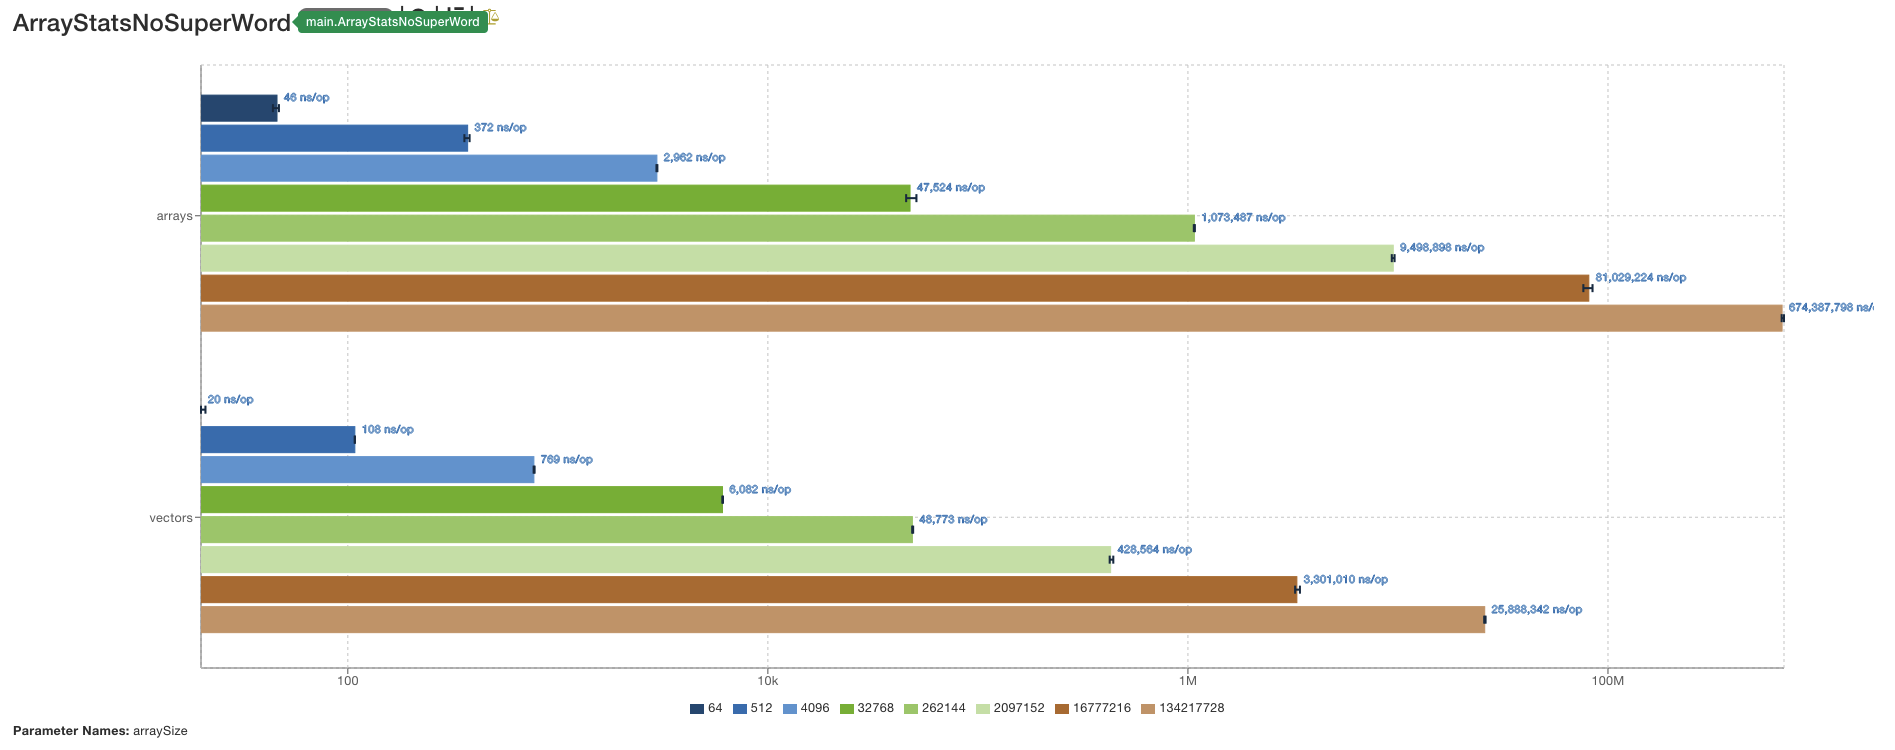 ArrayStatsNoSuperWord
main.ArrayStatsNoSuperWord
46 ns/op
372 ns/op
2,962 ns/op
47,524 ns/op
arrays
1,073,487 ns/op
9,498,898 ns/op
81,029,224 ns/op
674,387,798 ns/
20 ns/op
108 ns/op
769 ns/op
6,082 ns/op
vectors
48,773 ns/op
428,564 ns/op
3,301,010 ns/op
25,888,342 ns/op
100 10k 1M 100M
64 512 4096 32768 262144 2097152 16777216 134217728
Parameter Names: arraySize